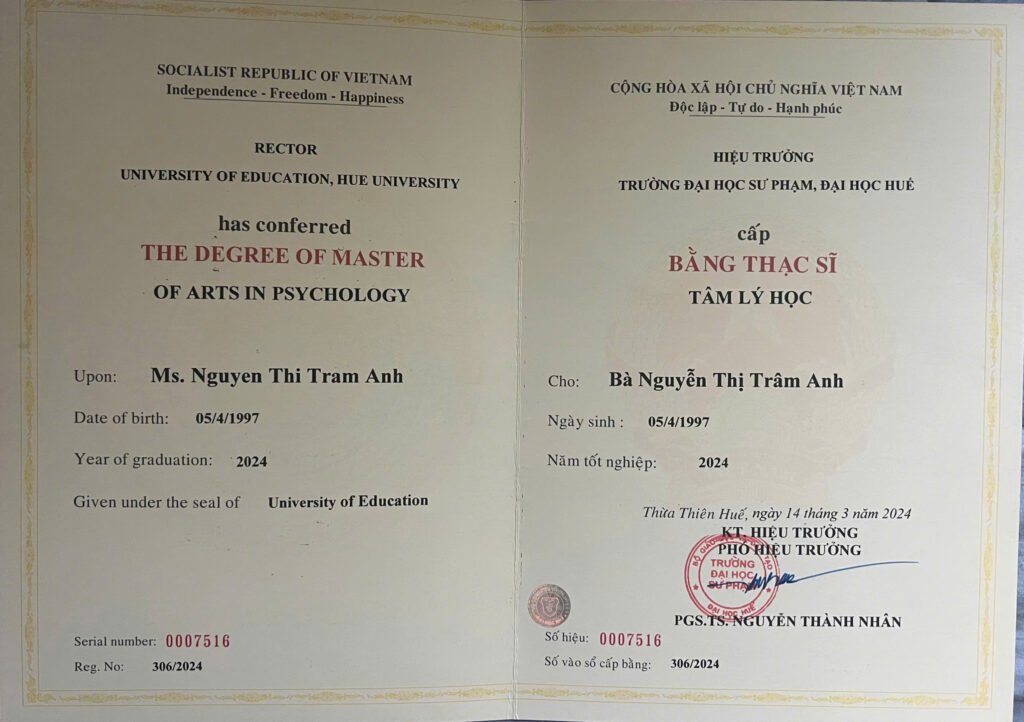 SOCIALIST REPUBLIC OF VIETNAM
Independence - Freedom - Happiness
RECTOR
UNIVERSITY OF EDUCATION, HUE UNIVERSITY
has conferred
THE DEGREE OF MASTER
OF ARTS IN PSYCHOLOGY
Upon: Ms. Nguyen Thi Tram Anh
Date of birth: 05/4/1997
Year of graduation: 2024
Given under the seal of University of Education
Serial number: 0007516
Reg. No: 306/2024
CỘNG HÒA XÃ HỘI CHỦ NGHĨA VIỆT NAM
Độc lập - Tự do - Hạnh phúc
HIỆU TRƯỞNG
TRƯỜNG ĐẠI HỌC SƯ PHẠM, ĐẠI HỌC HUẾ
cấp
BẰNG THẠC SĨ
TÂM LÝ HỌC
Cho: Bà Nguyễn Thị Trâm Anh
Ngày sinh : 05/4/1997
Năm tốt nghiệp: 2024
Thừa Thiên Huế, ngày 14 tháng 3 năm 2024
KT. HIỆU TRƯỞNG
PHÓ HIỆU TRƯỞNG
TRƯỜNG
ĐẠI HỌC
SƯ PHẠM
ĐẠI HỌC HUẾ
PGS.TS. NGUYỄN THÀNH NHÂN
Số hiệu: 0007516
Số vào sổ cấp bằng: 306/2024